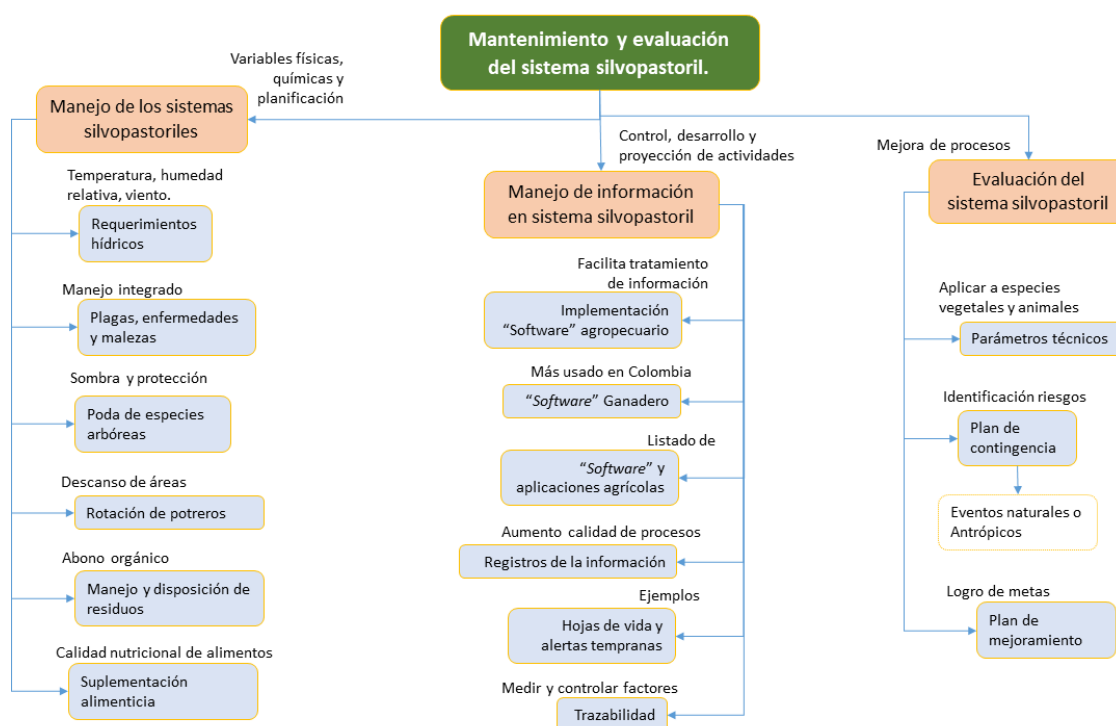 Mantenimiento y evaluación
del sistema silvopastoril.
Variables físicas,
químicas y
planificación
Manejo de los sistemas
silvopastoriles
Temperatura, humedad
relativa, viento.
Requerimientos
hídricos
Manejo integrado
Plagas, enfermedades
y malezas
Sombra y protección
Poda de especies
arbóreas
Descanso de áreas
Rotación de potreros
Abono orgánico
Manejo y disposición de
residuos
Calidad nutricional de alimentos
Suplementación
alimenticia
Control, desarrollo y
proyección de actividades
Manejo de información
en sistema silvopastoril
Facilita tratamiento
de información
Implementación
“Software” agropecuario
Más usado en Colombia
“Software” Ganadero
Listado de
“Software” y
aplicaciones agrícolas
Aumento calidad de procesos
Registros de la información
Ejemplos
Hojas de vida y
alertas tempranas
Medir y controlar factores
Trazabilidad
Mejora de procesos
Evaluación del
sistema silvopastoril
Aplicar a especies
vegetales y animales
Parámetros técnicos
Identificación riesgos
Plan de
contingencia
Eventos naturales o
Antrópicos
Logro de metas
Plan de
mejoramiento